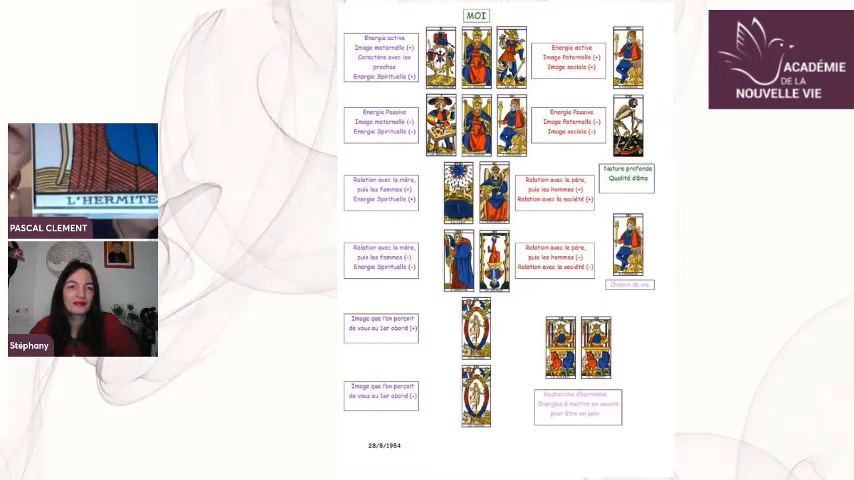 MOI
Energie active
Image maternelle (+)
Caractère avec les
proches
Energie Spirituelle (+)
Energie active
Image Paternelle (+)
Image sociale (+)
Energie Passive
Image maternelle (-)
Energie Spirituelle (-)
Energie Passive
Image Paternelle (-)
Image sociale (-)
Nature profonde
Qualité d'âme
Relation avec la mère,
puis les femmes (+)
Energie Spirituelle (+)
Relation avec le père,
puis les hommes (+)
Relation avec la société (+)
Relation avec la mère,
puis les femmes (-)
Energie Spirituelle (-)
Relation avec le père,
puis les hommes (-)
Relation avec la société (-)
Chemin de vie
Image que l'on perçoit
de vous au 1er abord (+)
Image que l'on perçoit
de vous au 1er abord (-)
Recherche d'harmonie
Energies à mettre en oeuvre
pour être en paix
28/8/1984
L'HERMITE
PASCAL CLEMENT
Stéphany
ACADÉMIE
DE LA
NOUVELLE VIE